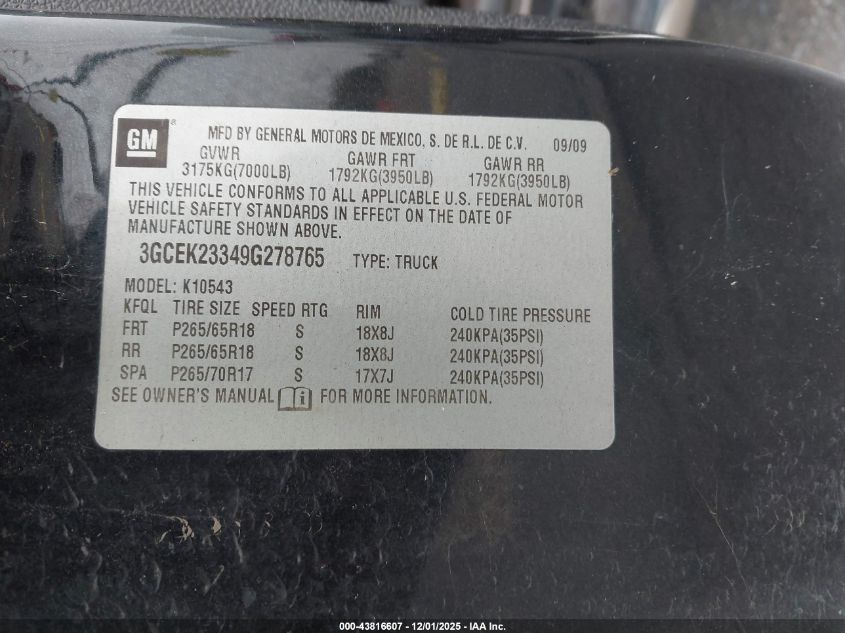 GM ® MFD BY GENERAL MOTORS DE MEXICO, S. DE R.L. DE C.V. 09/09
GVWR GAWR FRT GAWR RR
3175KG(7000LB) 1792KG(3950LB) 1792KG(3950LB)
THIS VEHICLE CONFORMS TO ALL APPLICABLE U.S. FEDERAL MOTOR
VEHICLE SAFETY STANDARDS IN EFFECT ON THE DATE OF
MANUFACTURE SHOWN ABOVE.
3GCEK23349G278765 TYPE: TRUCK
MODEL: K10543
KFQL TIRE SIZE SPEED RTG RIM COLD TIRE PRESSURE
FRT P265/65R18 S 18X8J 240KPA(35PSI)
RR P265/65R18 S 18X8J 240KPA(35PSI)
SPA P265/70R17 S 17X7J 240KPA(35PSI)
SEE OWNER'S MANUAL i FOR MORE INFORMATION.
000-43816607 - 12/01/2025 - IAA Inc.